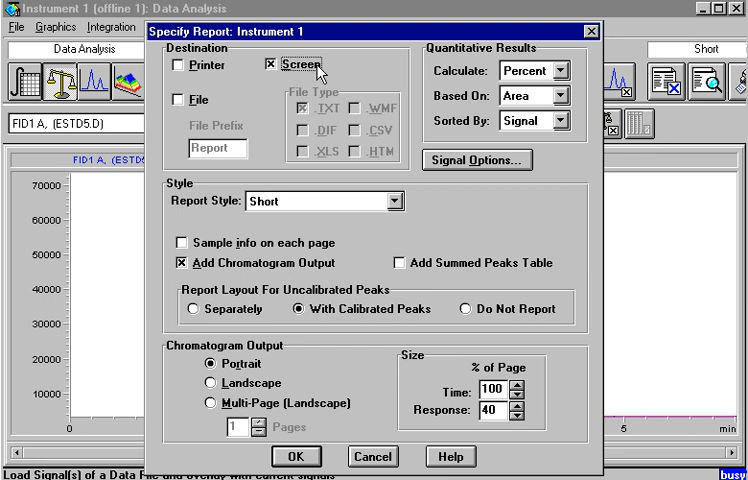 Instrument 1 (offline 1): Data Analysis
File Graphics Integration
Specify Report: Instrument 1
Data Analysis
Short
Destination
Printer
Screen
File
File Prefix
Report
File Type
.TXT .WMF
.DIF .CSV
.XLS .HTM
Quantitative Results
Calculate: Percent
Based On: Area
Sorted By: Signal
Signal Options...
FID1 A, (ESTD5.D)
FID1 A, (ESTD5
70000
60000
50000
40000
30000
20000
10000
0
5 min
Style
Report Style: Short
Sample info on each page
Add Chromatogram Output
Add Summed Peaks Table
Report Layout For Uncalibrated Peaks
Separately
With Calibrated Peaks
Do Not Report
Chromatogram Output
Portrait
Landscape
Multi-Page (Landscape)
1 Pages
Size
% of Page
Time: 100
Response: 40
OK Cancel Help
Load Signal(s) of a Data File and overlay with current signals
busy